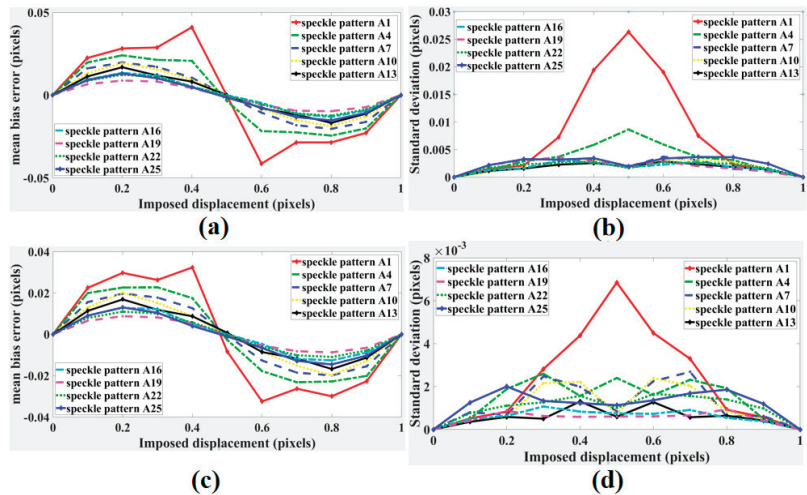 0.05
0
-0.05
mean bias error (pixels)
speckle pattern A1
speckle pattern A4
speckle pattern A7
speckle pattern A10
speckle pattern A13
speckle pattern A16
speckle pattern A19
speckle pattern A22
speckle pattern A25
0 0.2 0.4 0.6 0.8 1
Imposed displacement (pixels)
(a)
0.03
0.025
0.02
0.015
0.01
0.005
0
Standard deviation (pixels)
speckle pattern A16
speckle pattern A19
speckle pattern A22
speckle pattern A25
speckle pattern A1
speckle pattern A4
speckle pattern A7
speckle pattern A10
speckle pattern A13
0 0.2 0.4 0.6 0.8 1
Imposed displacement (pixels)
(b)
0.04
0.02
0
-0.02
-0.04
mean bias error (pixels)
speckle pattern A1
speckle pattern A4
speckle pattern A7
speckle pattern A10
speckle pattern A13
speckle pattern A16
speckle pattern A19
speckle pattern A22
speckle pattern A25
0 0.2 0.4 0.6 0.8 1
Imposed displacement (pixels)
(c)
×10⁻³
8
6
4
2
0
Standard deviation (pixels)
speckle pattern A16
speckle pattern A19
speckle pattern A22
speckle pattern A25
speckle pattern A1
speckle pattern A4
speckle pattern A7
speckle pattern A10
speckle pattern A13
0 0.2 0.4 0.6 0.8 1
Imposed displacement (pixels)
(d)